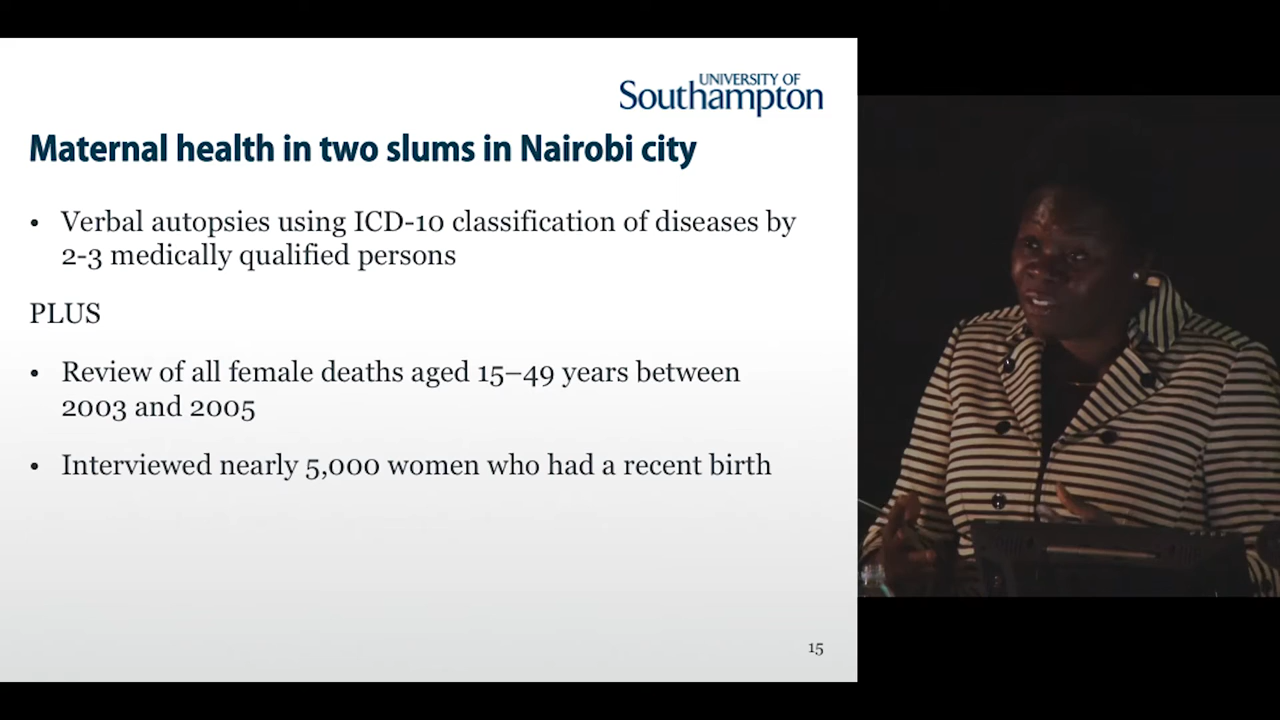 UNIVERSITY OF
Southampton
Maternal health in two slums in Nairobi city
• Verbal autopsies using ICD-10 classification of diseases by
2-3 medically qualified persons
PLUS
• Review of all female deaths aged 15–49 years between
2003 and 2005
• Interviewed nearly 5,000 women who had a recent birth
15